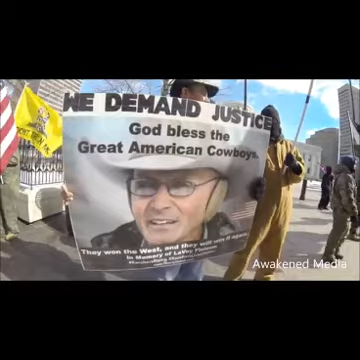 WE DEMAND JUSTICE
God bless the
Great American Cowboys.
They won the West, and they will win it again.
In Memory of LaVoy Finicum
Awakened Media